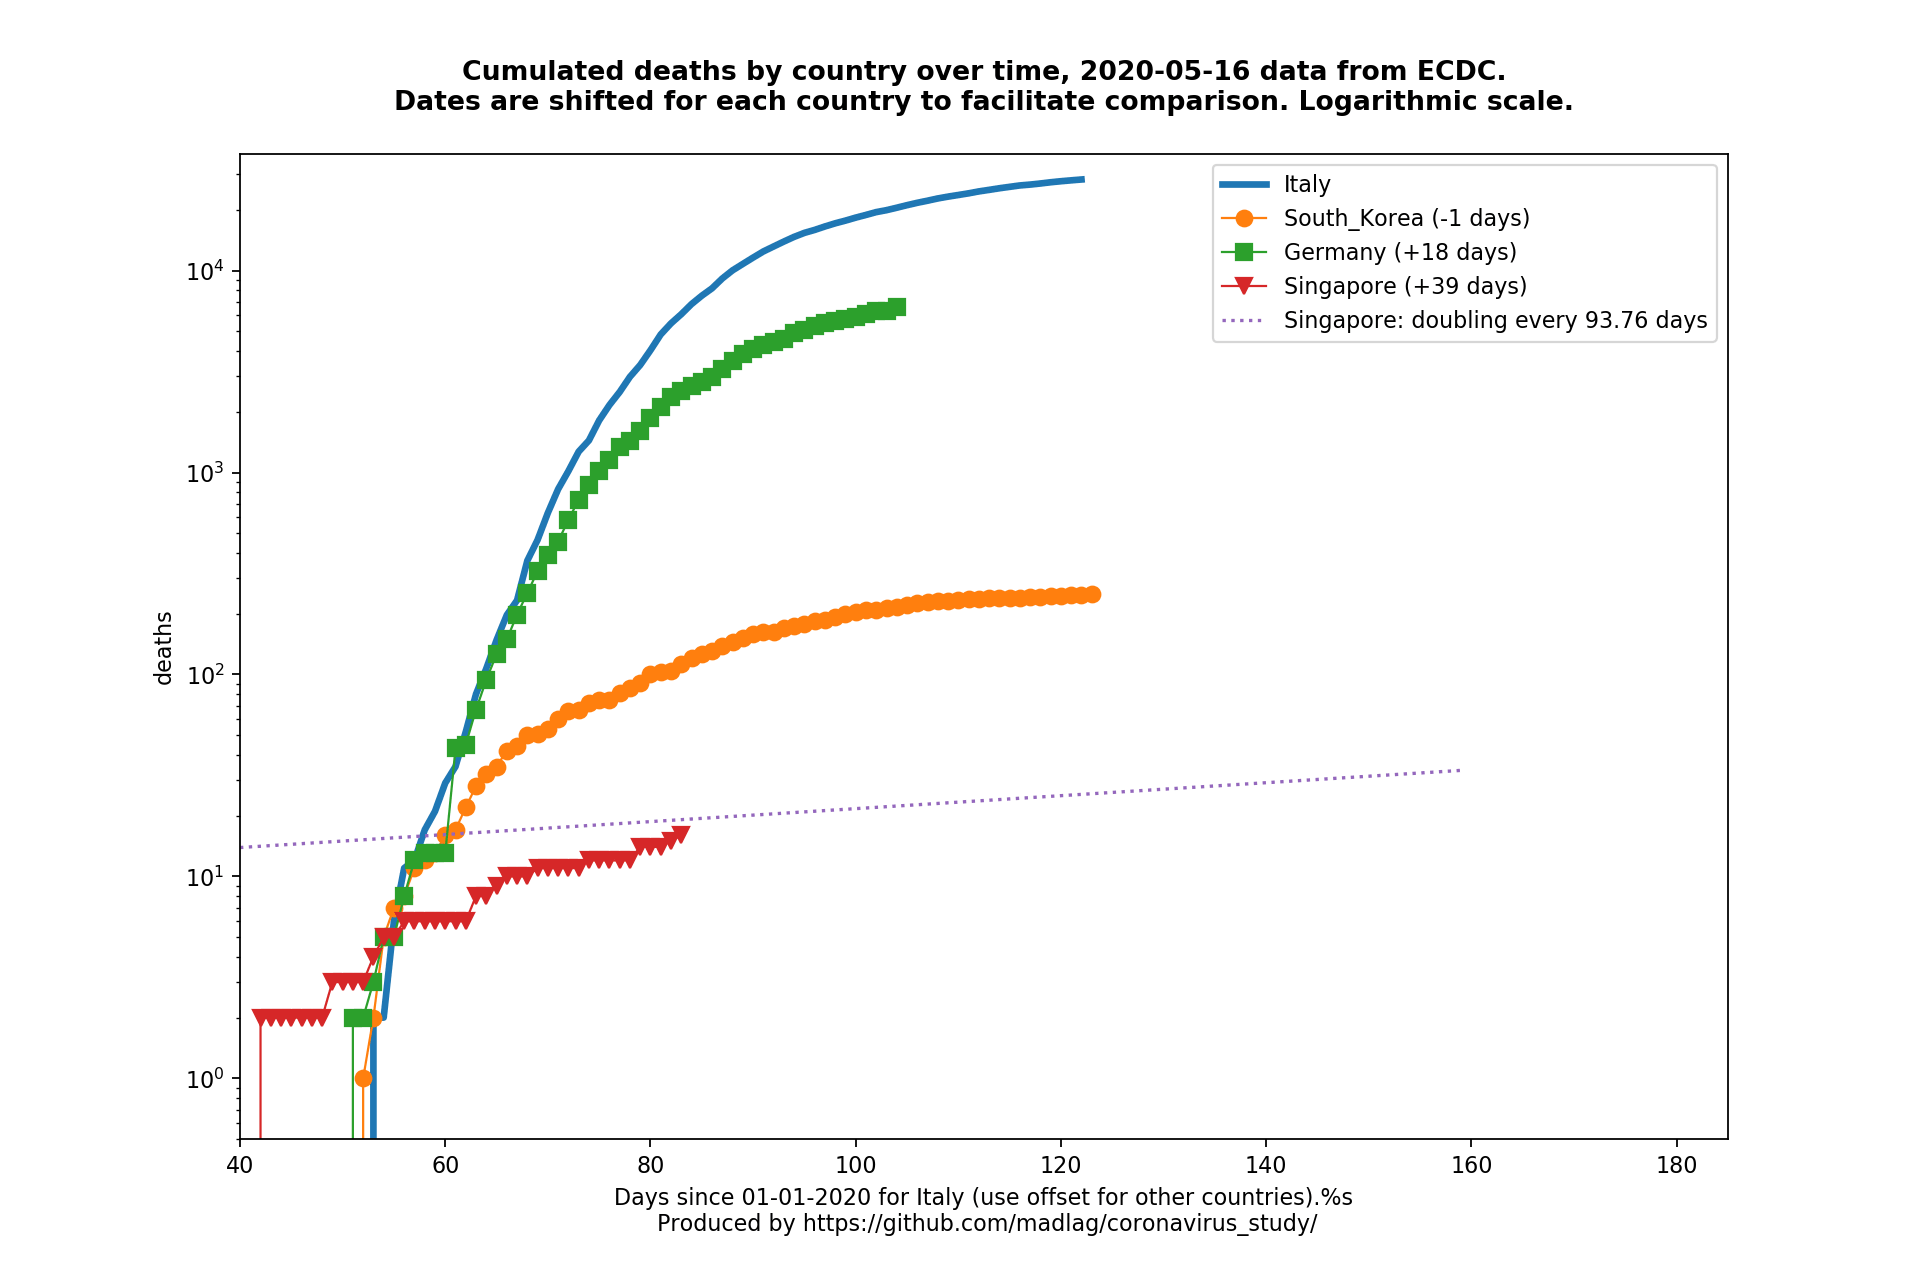 Cumulated deaths by country over time, 2020-05-16 data from ECDC.
Dates are shifted for each country to facilitate comparison. Logarithmic scale.
Italy
South_Korea (-1 days)
Germany (+18 days)
Singapore (+39 days)
Singapore: doubling every 93.76 days
deaths
10⁴
10³
10²
10¹
10⁰
40 60 80 100 120 140 160 180
Days since 01-01-2020 for Italy (use offset for other countries).%s
Produced by https://github.com/madlag/coronavirus_study/